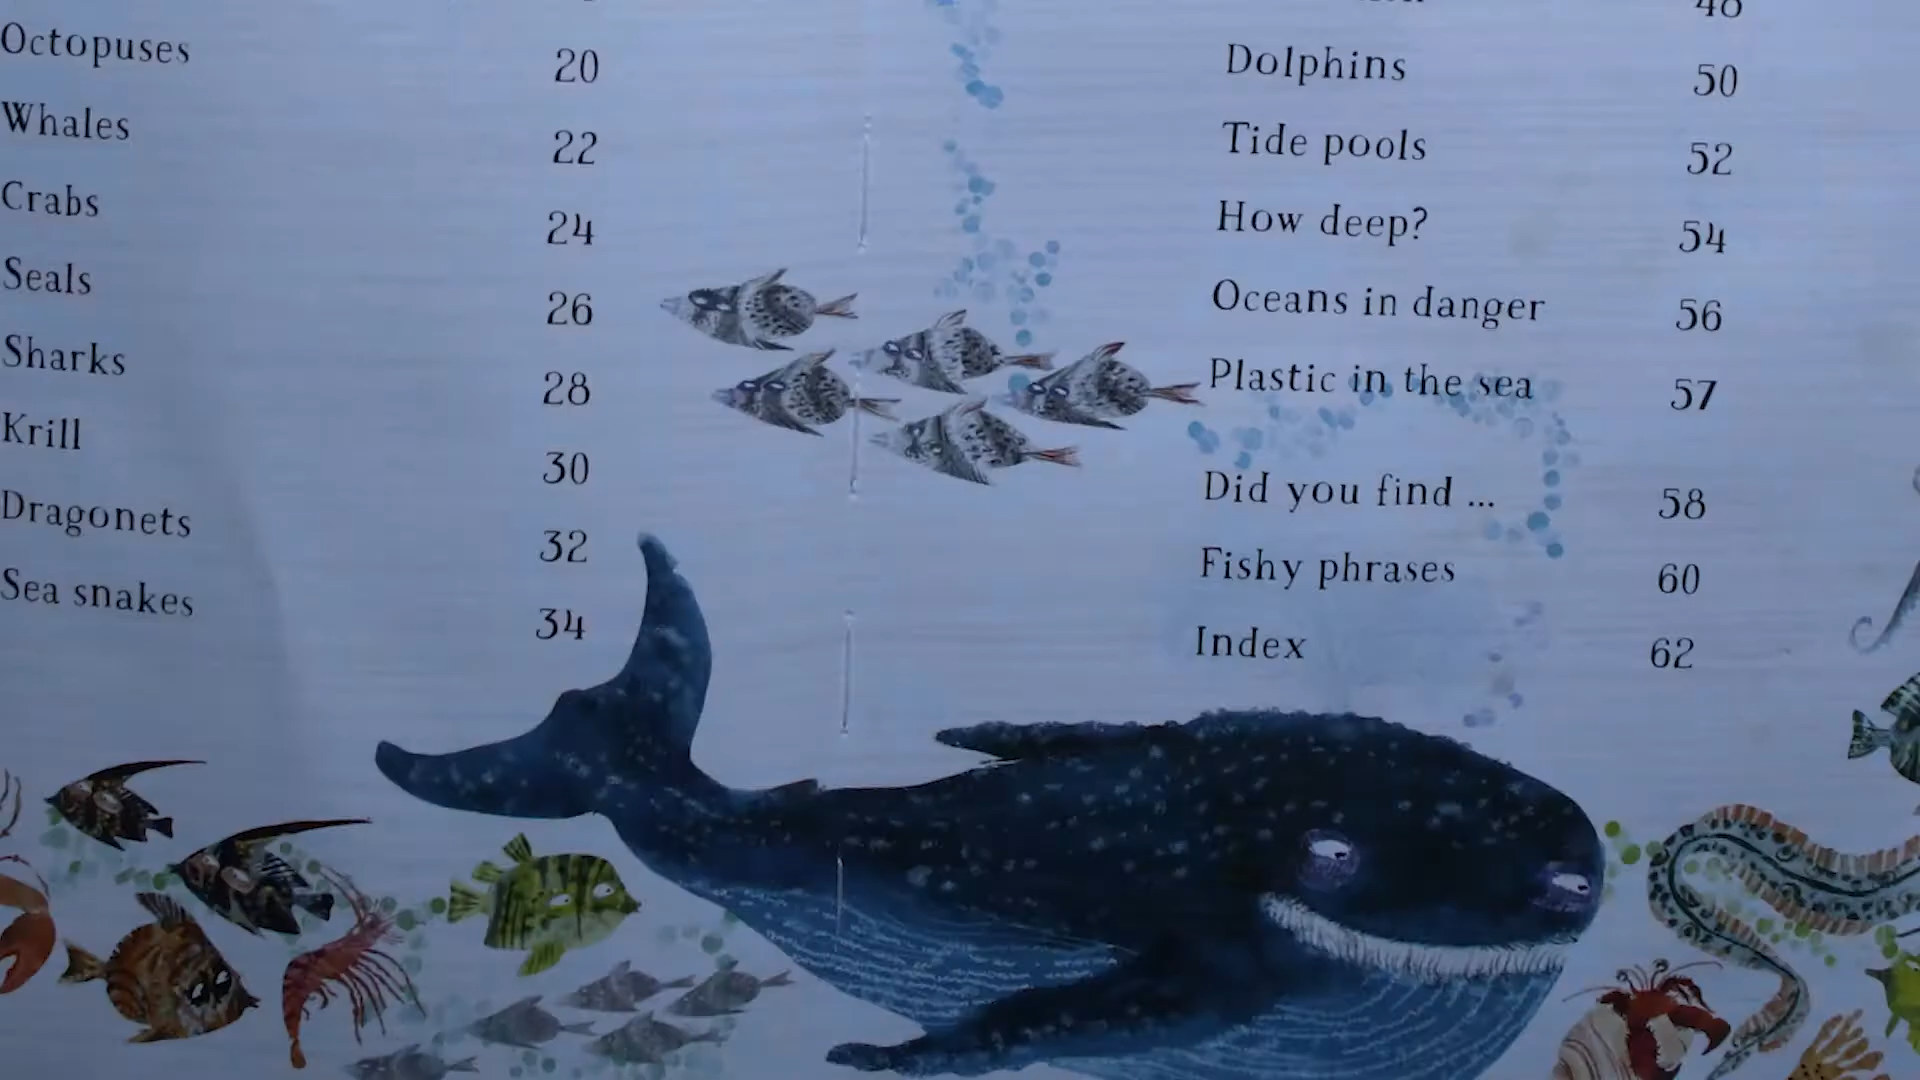 Octopuses 20
Whales 22
Crabs 24
Seals 26
Sharks 28
Krill 30
Dragonets 32
Sea snakes 34
48
Dolphins 50
Tide pools 52
How deep? 54
Oceans in danger 56
Plastic in the sea 57
Did you find ... 58
Fishy phrases 60
Index 62